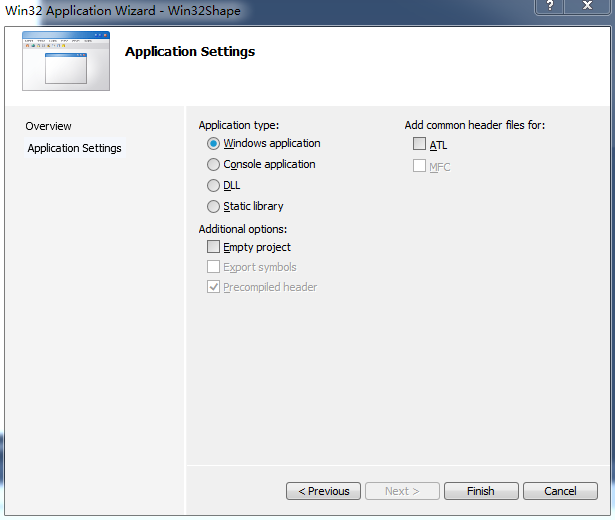 Win32 Application Wizard - Win32Shape
Application Settings
Overview
Application Settings
Application type:
Windows application
Console application
DLL
Static library
Additional options:
Empty project
Export symbols
Precompiled header
Add common header files for:
ATL
MFC
< Previous
Next >
Finish
Cancel